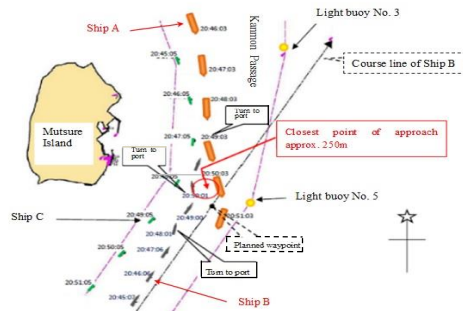 Ship A
20:46:03
Kanmon Passage
Light buoy No. 3
20:45:05
20:47:03
Course line of Ship B
20:46:05
20:48:03
Turn to
port
Mutsure
Island
20:47:05
20:49:03
Closest point of approach
approx. 250m
Turn to
port
20:50:03
Light buoy No. 5
Ship C
20:49:05
20:49:00
20:51:03
20:48:01
Planned waypoint
20:50:05
20:47:06
Turn to port
20:46:06
20:51:05
20:45:03
Ship B